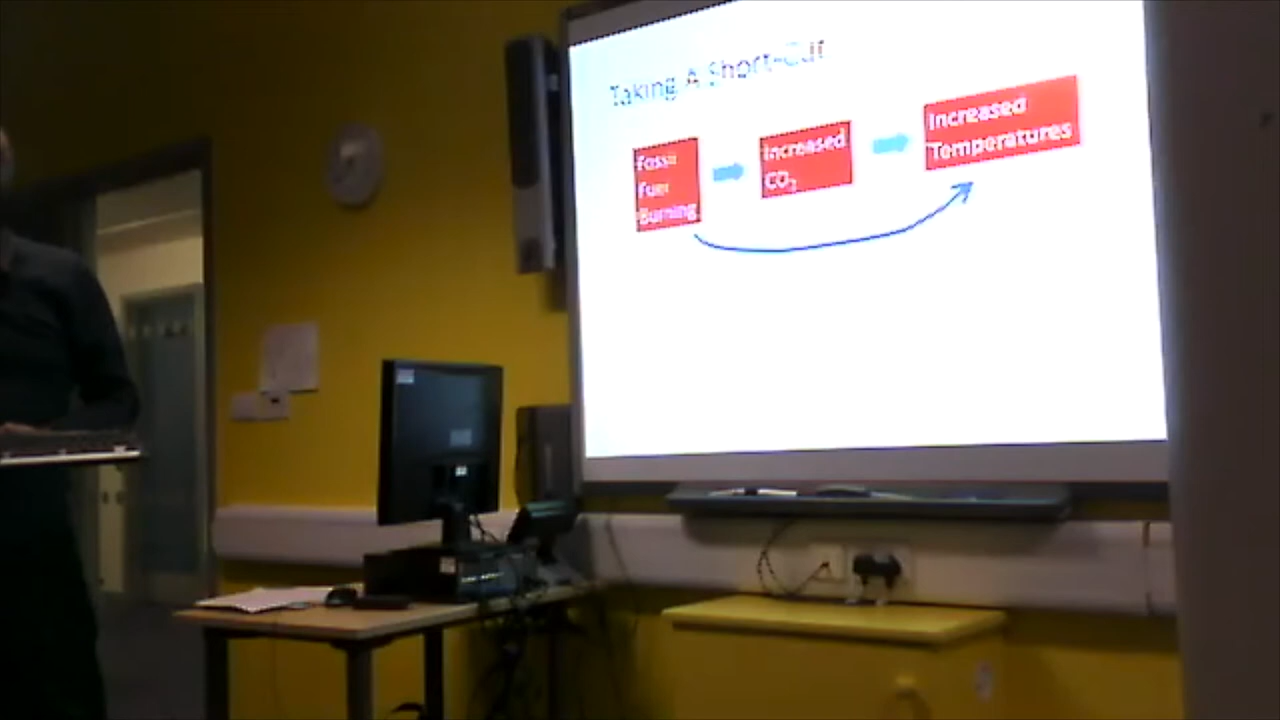 Taking A Short-Cut
Fossil
Fuel
Burning
Increased
CO₂
Increased
Temperatures